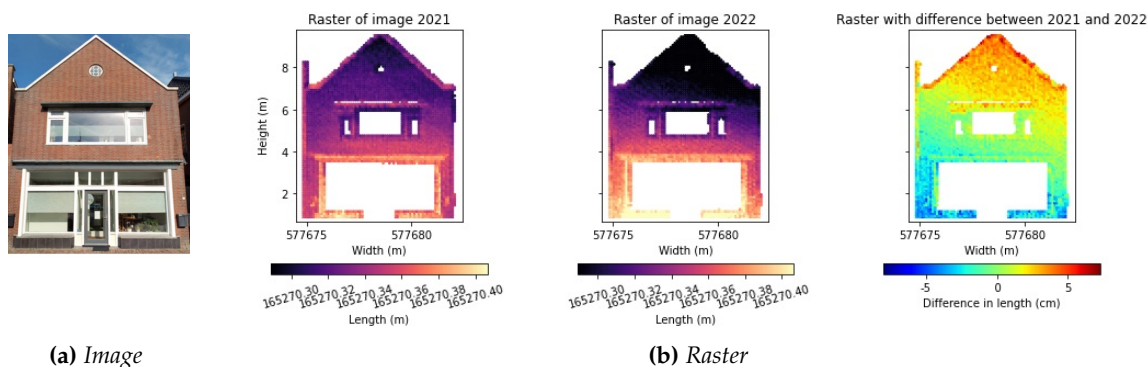 Raster of image 2021
Raster of image 2022
Raster with difference between 2021 and 2022
Height (m)
8
6
4
2
577675 577680
Width (m)
577675 577680
Width (m)
577675 577680
Width (m)
165270.30 165270.32 165270.34 165270.36 165270.38 165270.40
Length (m)
165270.30 165270.32 165270.34 165270.36 165270.38 165270.40
Length (m)
-5 0 5
Difference in length (cm)
(a) Image
(b) Raster